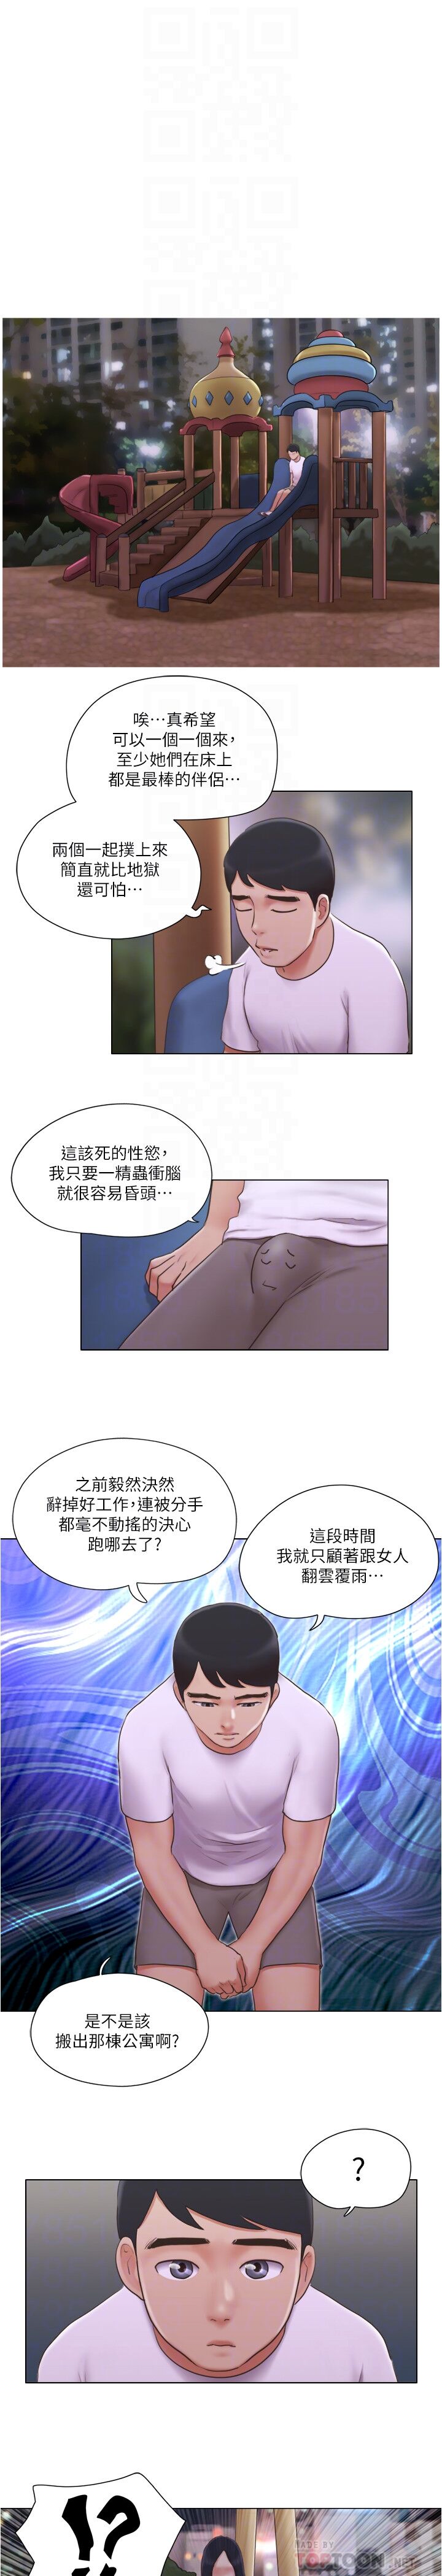 唉…真希望
可以一個一個來，
至少她們在床上
都是最棒的伴侶…
兩個一起撲上來
簡直就比地獄
還可怕…
這該死的性慾，
我只要一精蟲衝腦
就很容易昏頭…
之前毅然決然
辭掉好工作，連被分手
都毫不動搖的決心
跑哪去了?
這段時間
我就只顧著跟女人
翻雲覆雨…
是不是該
搬出那棟公寓啊?
?
!?
MADE BY
TOPTOON